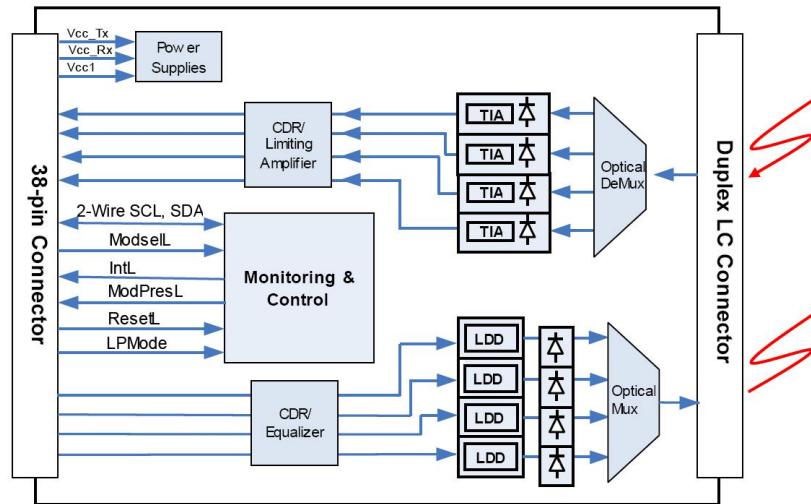 Vcc_Tx
Vcc_Rx
Vcc1
Power
Supplies
38-pin Connector
CDR/
Limiting
Amplifier
TIA
TIA
TIA
TIA
Optical
DeMux
Duplex LC Connector
2-Wire SCL, SDA
ModselL
IntL
ModPresL
ResetL
LPMode
Monitoring &
Control
CDR/
Equalizer
LDD
LDD
LDD
LDD
Optical
Mux